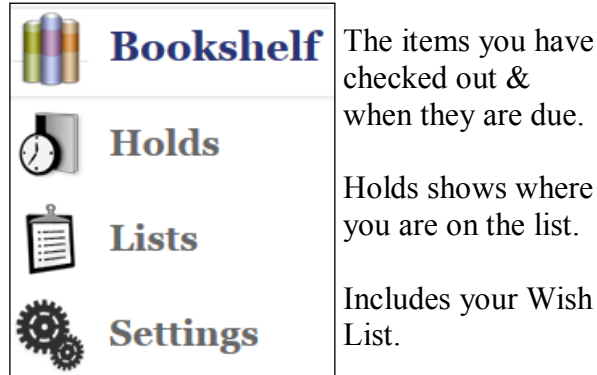 Bookshelf
Holds
Lists
Settings
The items you have
checked out &
when they are due.
Holds shows where
you are on the list.
Includes your Wish
List.